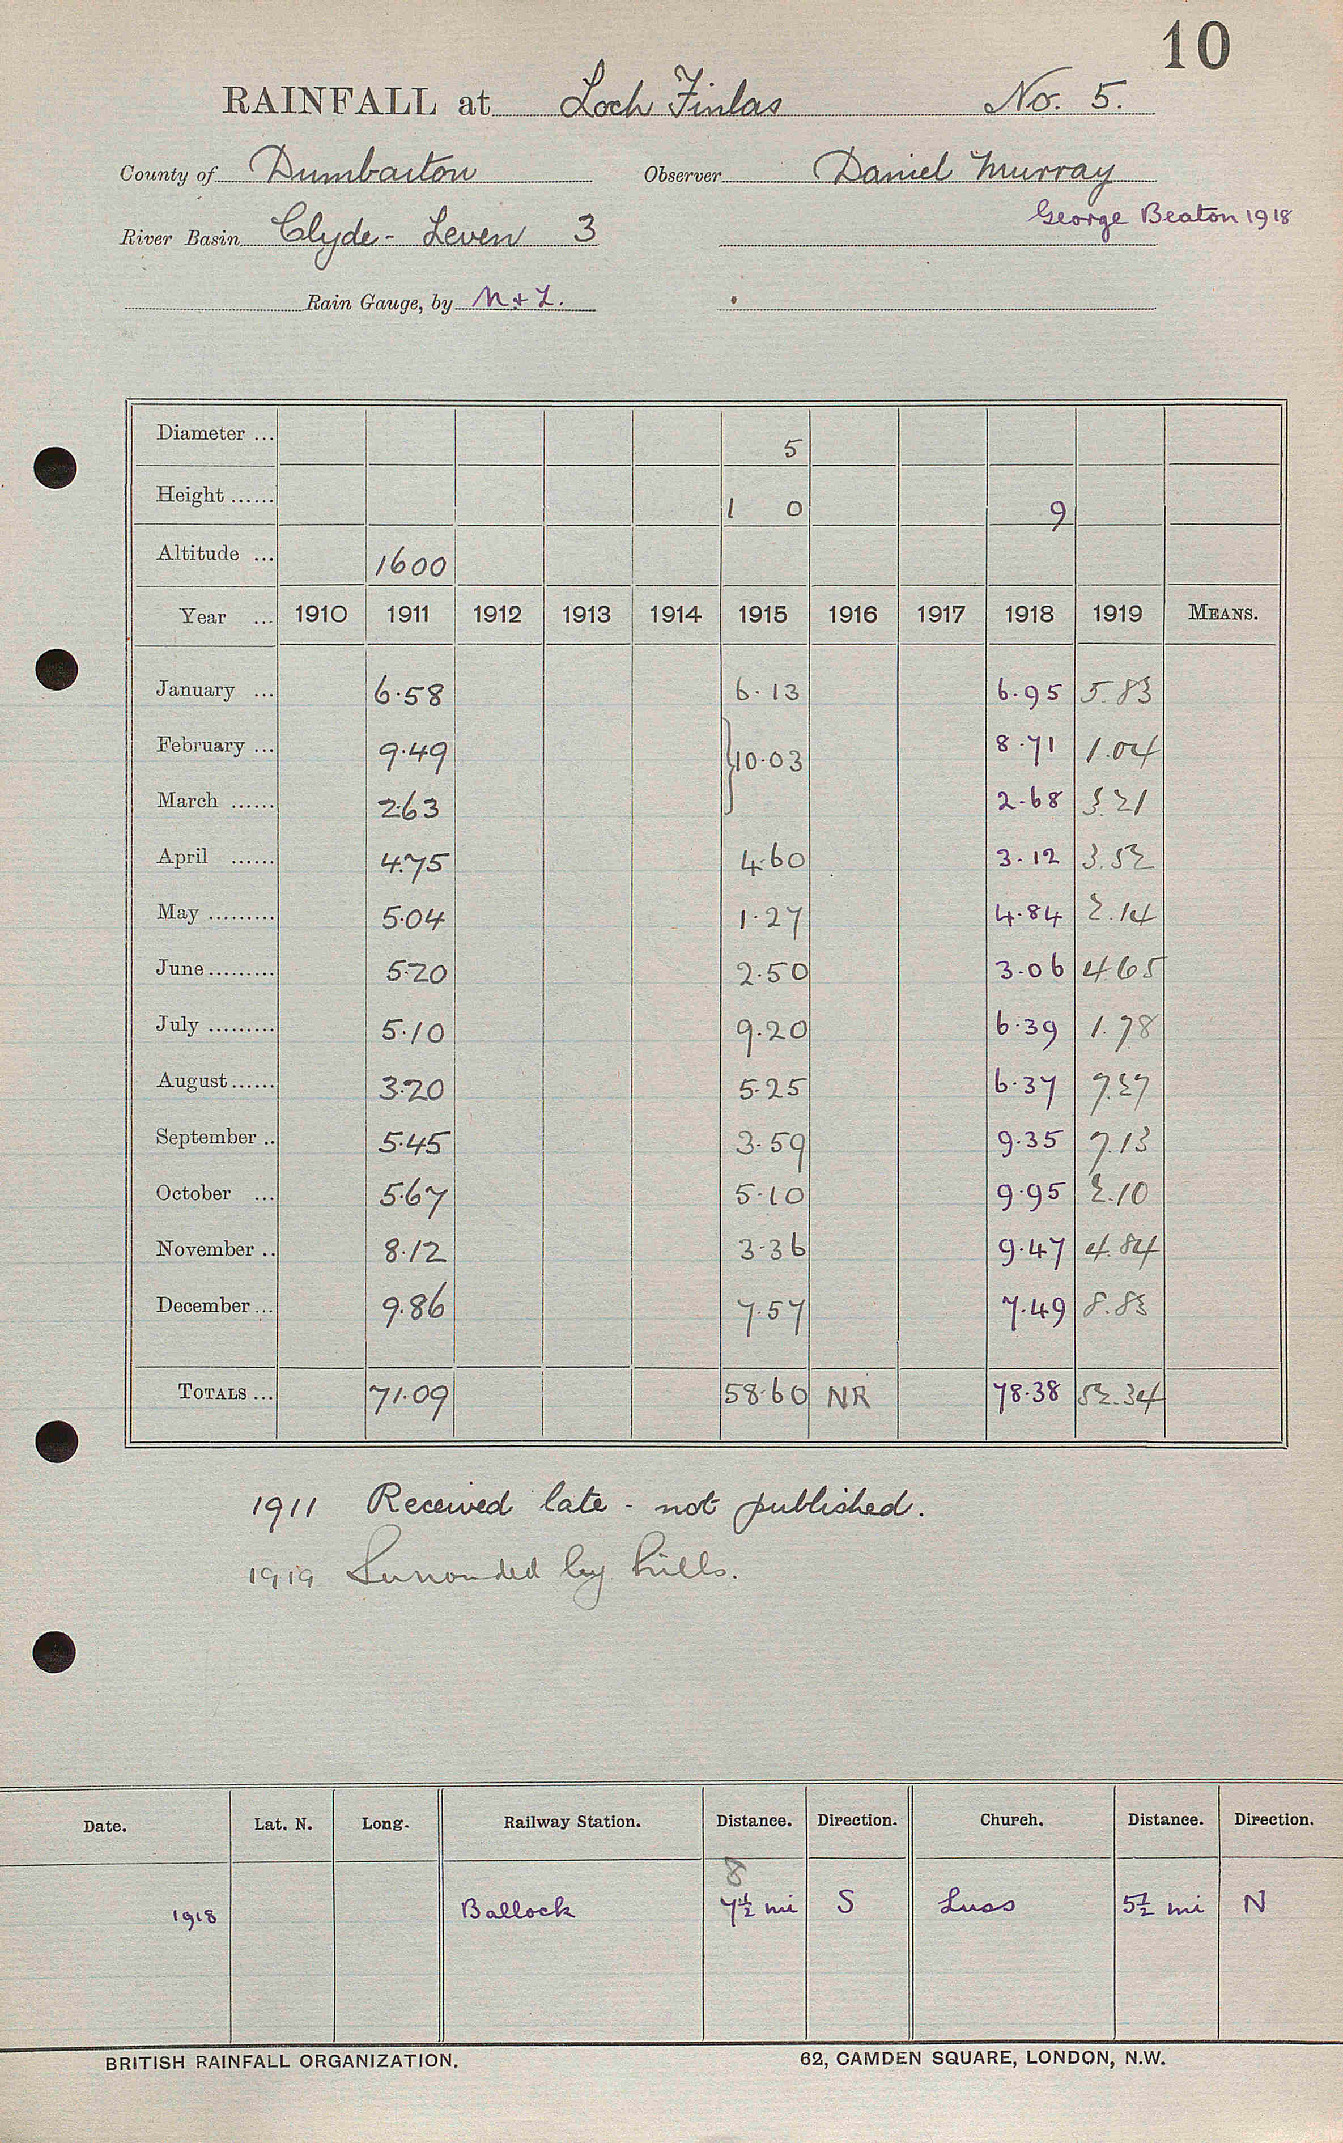 10
RAINFALL at Loch Finlas No. 5.
County of Dumbarton Observer Daniel Murray
George Beaton 1918
River Basin Clyde - Leven 3
Rain Gauge, by N & Z.
Diameter ... 5
Height ...... 1 0 9
Altitude ... 1600
Year ... 1910 1911 1912 1913 1914 1915 1916 1917 1918 1919 MEANS.
January ... 6.58 6.13 6.95 5.83
February ... 9.49 }10.03 8.71 1.04
March ...... 2.63 2.68 3.21
April ...... 4.75 4.60 3.12 3.52
May ......... 5.04 1.27 4.84 2.14
June ......... 5.20 2.50 3.06 4.65
July ......... 5.10 9.20 6.39 1.78
August ...... 3.20 5.25 6.37 7.27
September .. 5.45 3.59 9.35 7.13
October ... 5.67 5.10 9.95 2.10
November .. 8.12 3.36 9.47 4.84
December ... 9.86 7.57 7.49 8.83
TOTALS ... 71.09 58.60 NR 78.38 52.34
1911 Received late - not published.
1919 Surrounded by hills.
Date. Lat. N. Long. Railway Station. Distance. Direction. Church. Distance. Direction.
8
1918 Ballock 7½ mi S Luss 5½ mi N
BRITISH RAINFALL ORGANIZATION. 62, CAMDEN SQUARE, LONDON, N.W.